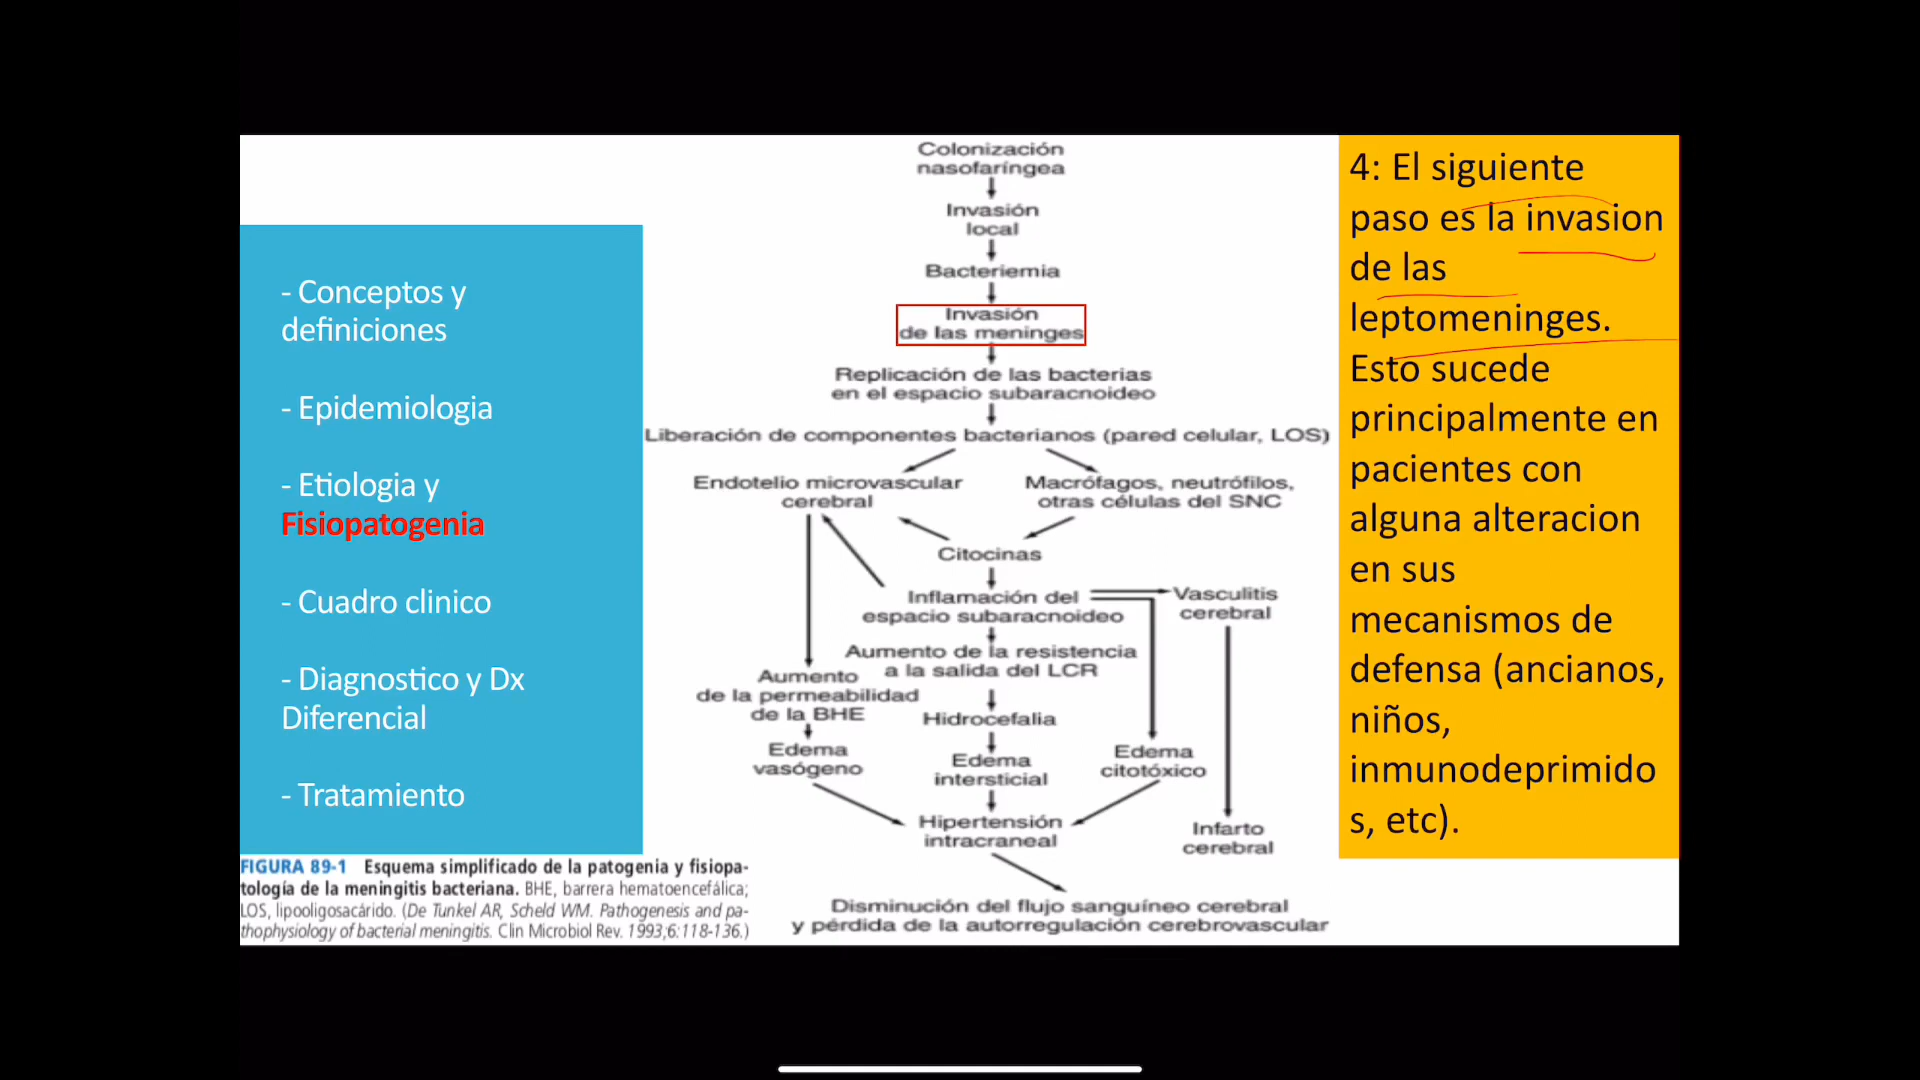 - Conceptos y
definiciones
- Epidemiologia
- Etiologia y
Fisiopatogenia
- Cuadro clinico
- Diagnostico y Dx
Diferencial
- Tratamiento
FIGURA 89-1 Esquema simplificado de la patogenia y fisiopa-
tología de la meningitis bacteriana. BHE, barrera hematoencefálica;
LOS, lipooligosacárido. (De Tunkel AR, Scheld WM. Pathogenesis and pa-
thophysiology of bacterial meningitis. Clin Microbiol Rev. 1993;6:118-136.)
Colonización
nasofaríngea
Invasión
local
Bacteriemia
Invasión
de las meninges
Replicación de las bacterias
en el espacio subaracnoideo
Liberación de componentes bacterianos (pared celular, LOS)
Endotelio microvascular
cerebral
Macrófagos, neutrófilos,
otras células del SNC
Citocinas
Inflamación del
espacio subaracnoideo
Vasculitis
cerebral
Aumento de la resistencia
a la salida del LCR
Aumento
de la permeabilidad
de la BHE
Hidrocefalia
Edema
vasógeno
Edema
intersticial
Edema
citotóxico
Hipertensión
intracraneal
Infarto
cerebral
Disminución del flujo sanguíneo cerebral
y pérdida de la autorregulación cerebrovascular
4: El siguiente
paso es la invasion
de las
leptomeninges.
Esto sucede
principalmente en
pacientes con
alguna alteracion
en sus
mecanismos de
defensa (ancianos,
niños,
inmunodeprimido
s, etc).